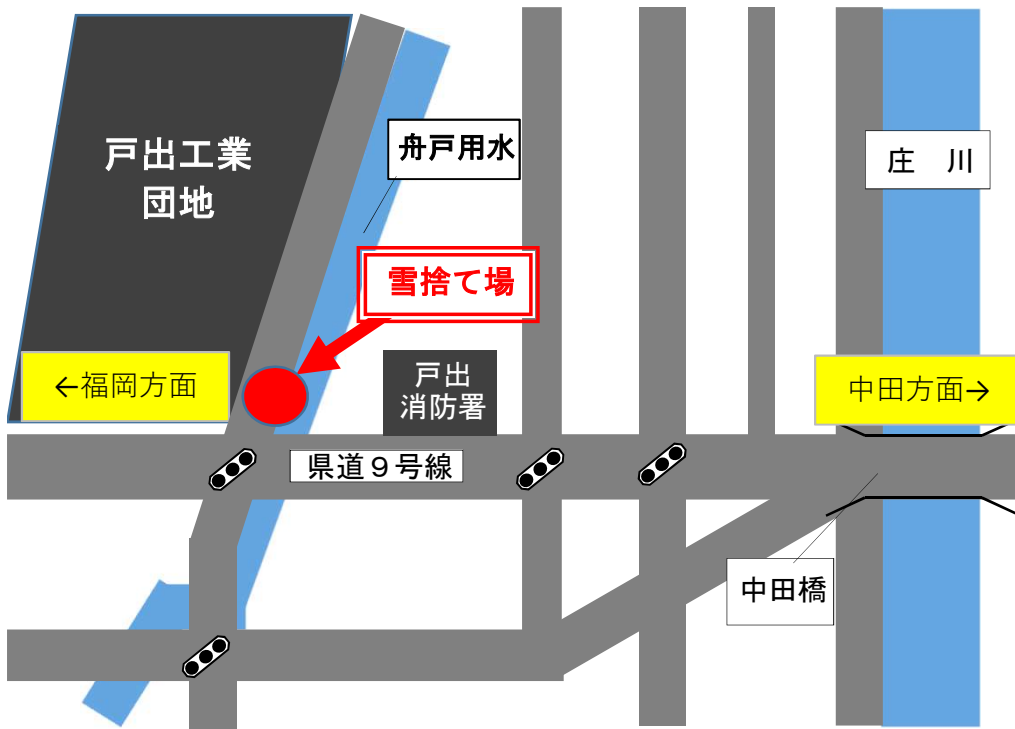 戸出工業
団地
舟戸用水
庄　川
雪捨て場
←福岡方面
戸出
消防署
中田方面→
県道９号線
中田橋